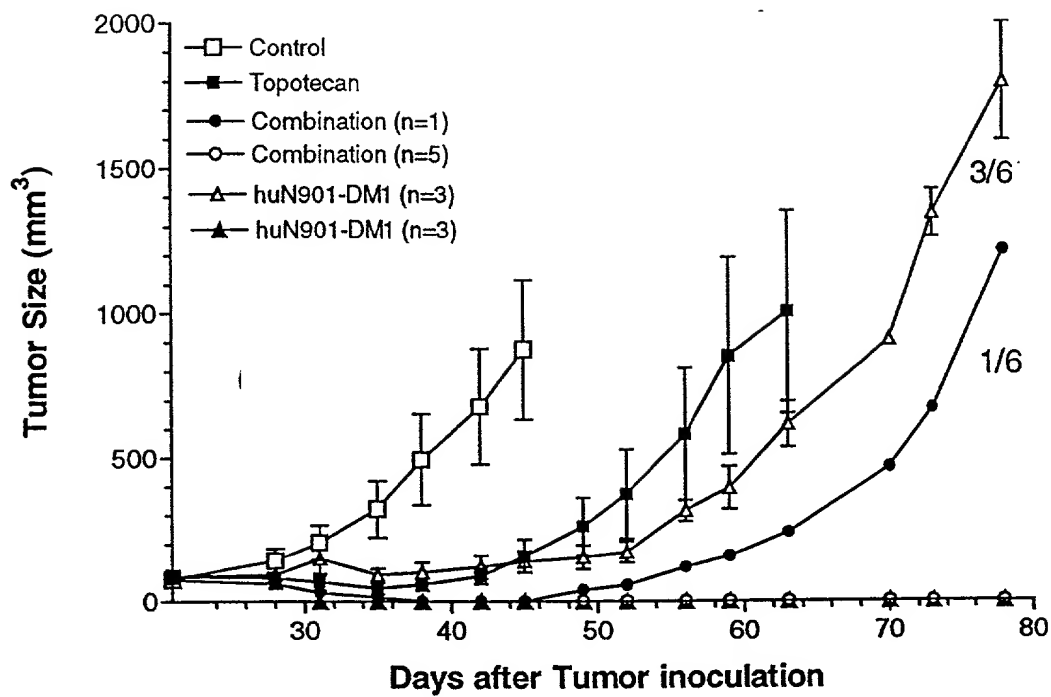 2000
1500
1000
500
0
Tumor Size (mm³)
Control
Topotecan
Combination (n=1)
Combination (n=5)
huN901-DM1 (n=3)
huN901-DM1 (n=3)
3/6
1/6
30 40 50 60 70 80
Days after Tumor inoculation